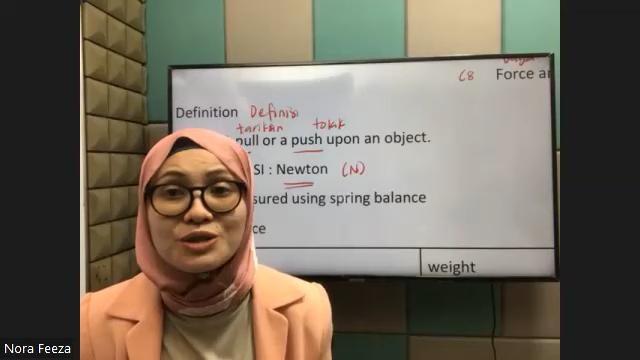 C8 Force
Definition Definisi
tarikan tolak
pull or a push upon an object.
SI : Newton (N)
sured using spring balance
ce
weight
Nora Feeza